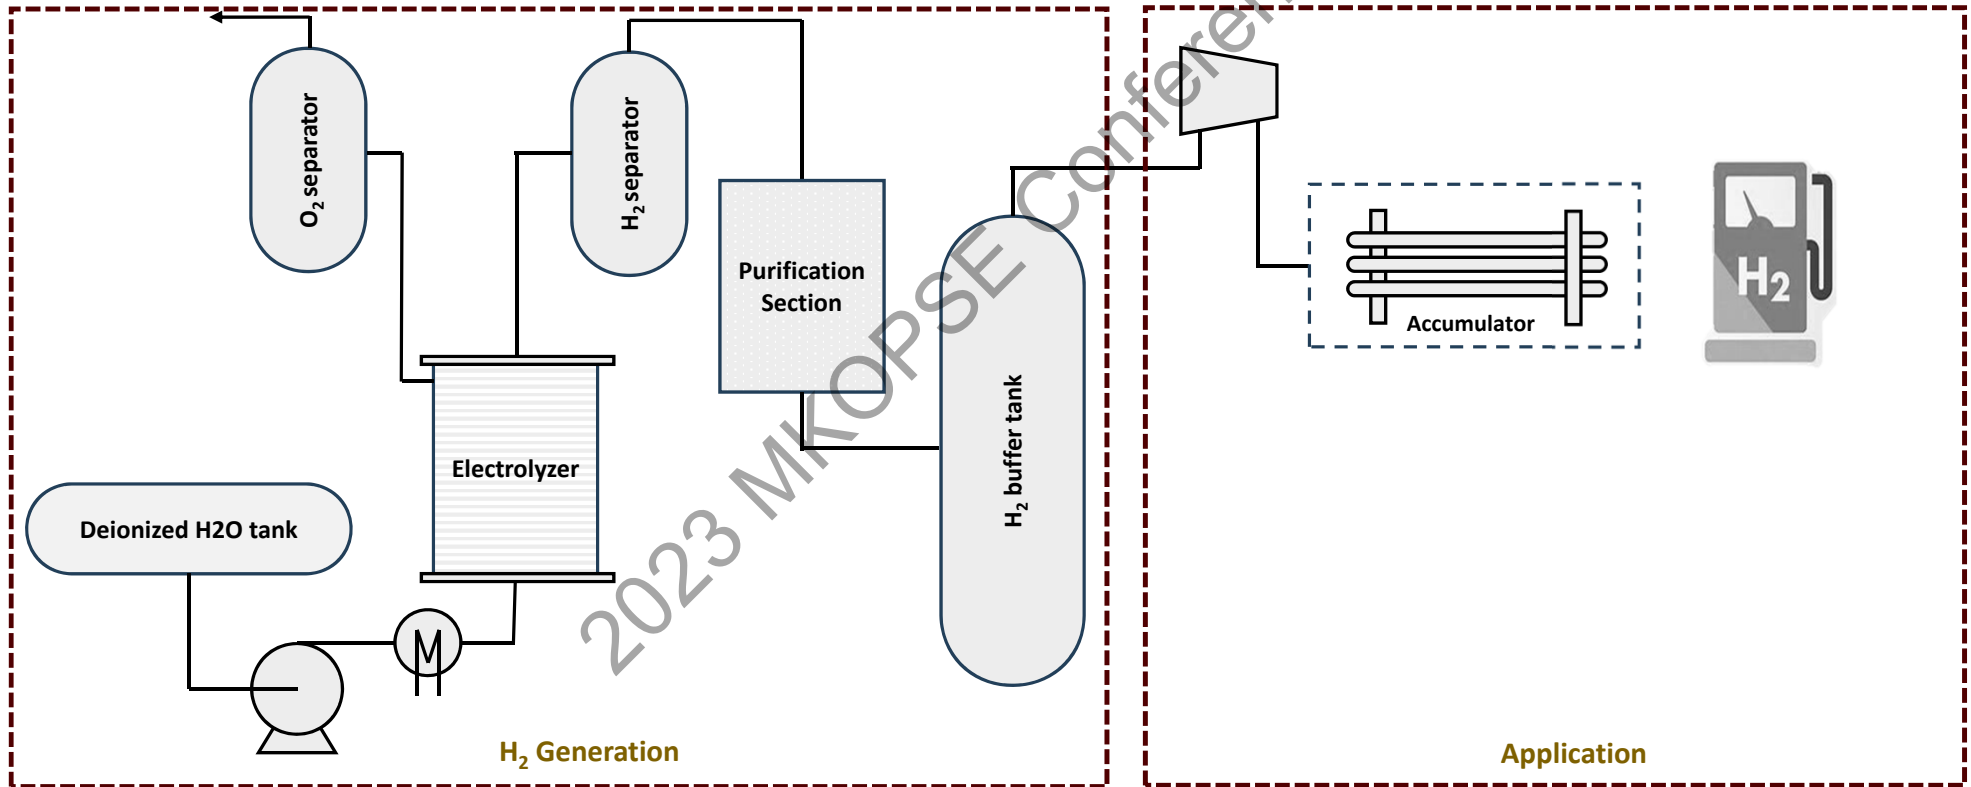 O₂ separator
H₂ separator
Purification
Section
Electrolyzer
Deionized H2O tank
H₂ buffer tank
H₂ Generation
Accumulator
H₂
Application
2023 MKOPSE